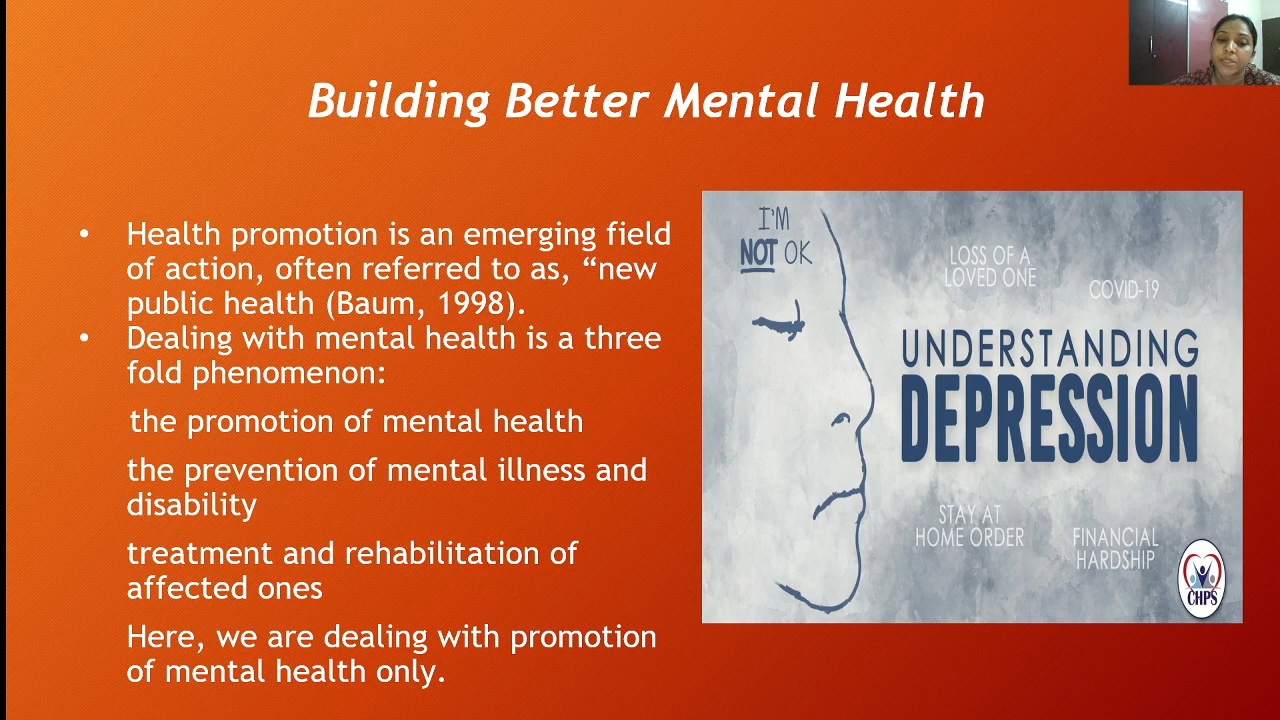 Building Better Mental Health
• Health promotion is an emerging field
of action, often referred to as, “new
public health (Baum, 1998).
• Dealing with mental health is a three
fold phenomenon:
the promotion of mental health
the prevention of mental illness and
disability
treatment and rehabilitation of
affected ones
Here, we are dealing with promotion
of mental health only.
I'M
NOT OK
LOSS OF A
LOVED ONE
COVID-19
UNDERSTANDING
DEPRESSION
STAY AT
HOME ORDER
FINANCIAL
HARDSHIP
CHPS